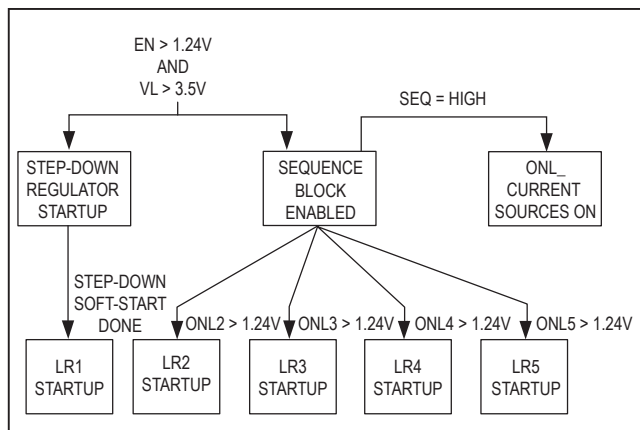 EN > 1.24V
AND
VL > 3.5V
SEQ = HIGH
STEP-DOWN
REGULATOR
STARTUP
SEQUENCE
BLOCK
ENABLED
ONL_
CURRENT
SOURCES ON
STEP-DOWN
SOFT-START
DONE
ONL2 > 1.24V
ONL3 > 1.24V
ONL4 > 1.24V
ONL5 > 1.24V
LR1
STARTUP
LR2
STARTUP
LR3
STARTUP
LR4
STARTUP
LR5
STARTUP